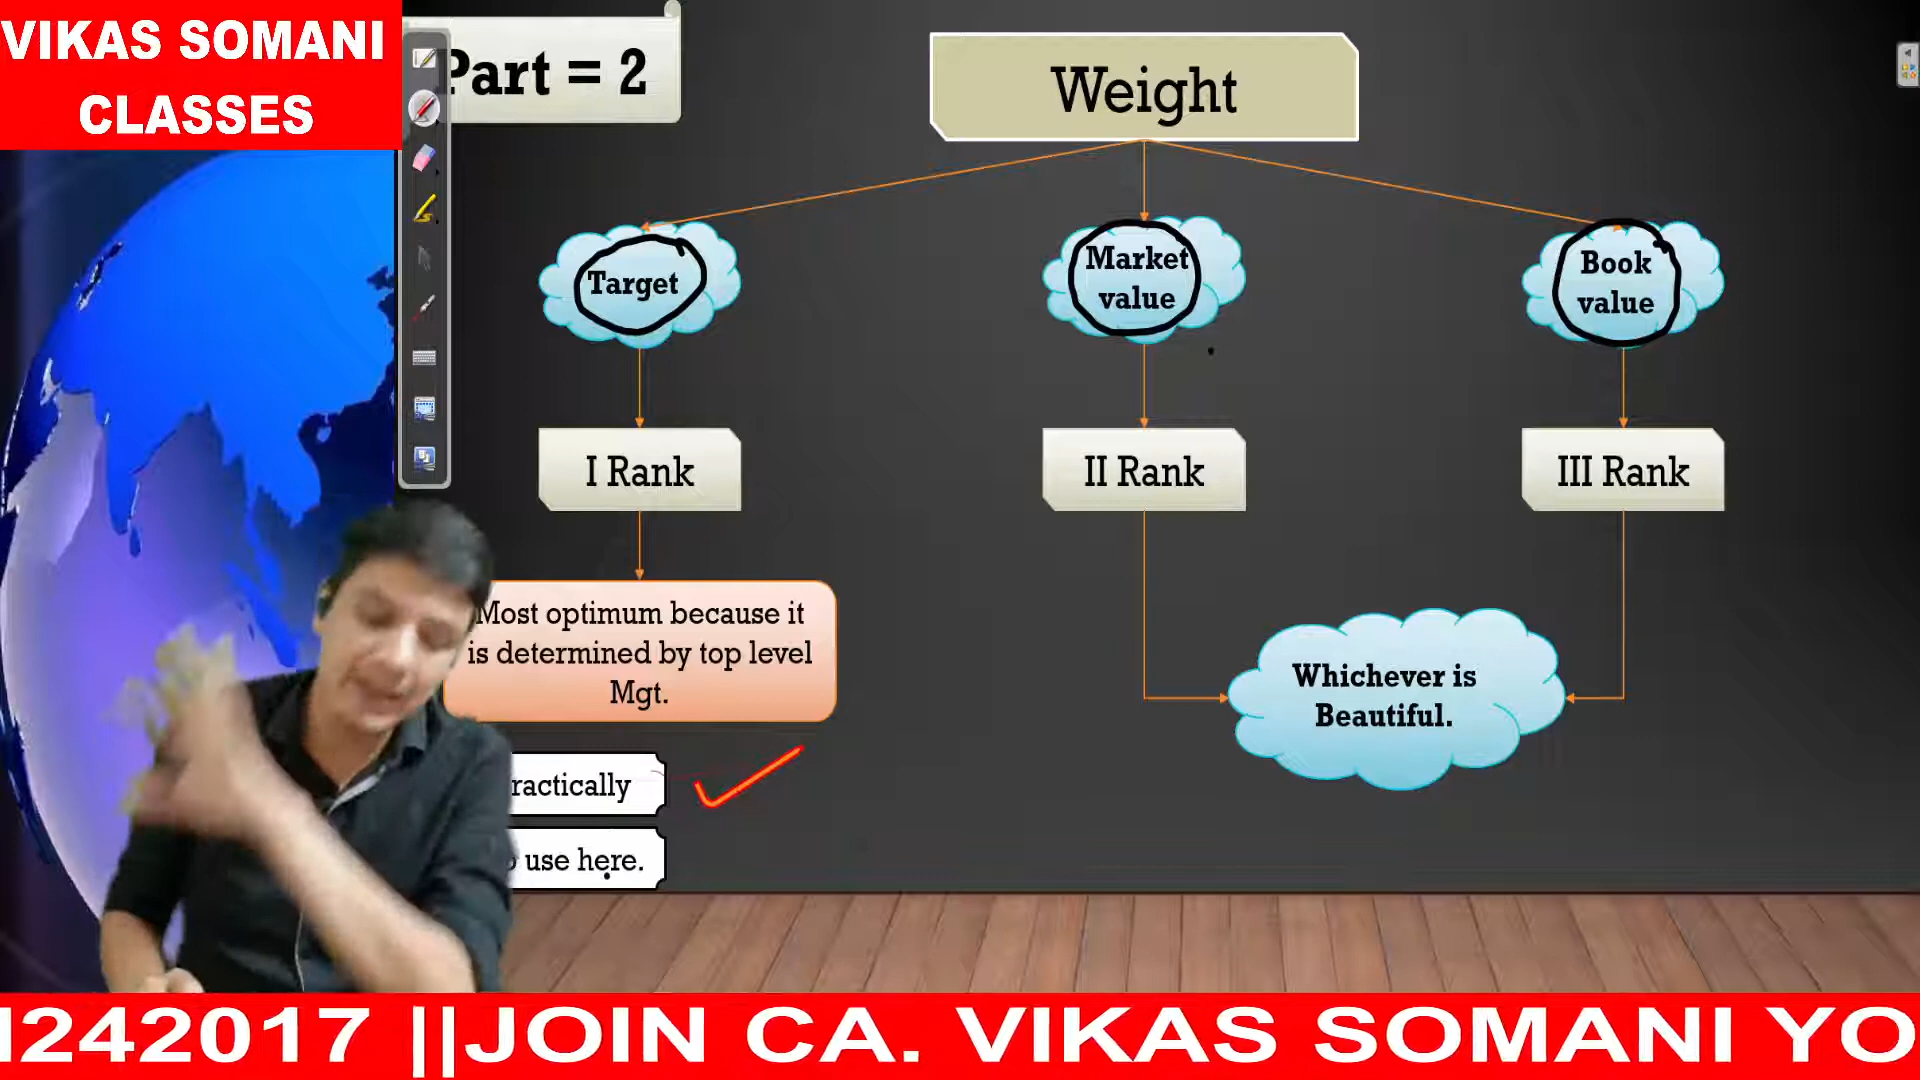 VIKAS SOMANI
CLASSES
Part = 2
Weight
Target
Market
value
Book
value
I Rank
II Rank
III Rank
Most optimum because it
is determined by top level
Mgt.
Whichever is
Beautiful.
ractically
use here.
242017 ||JOIN CA. VIKAS SOMANI YO